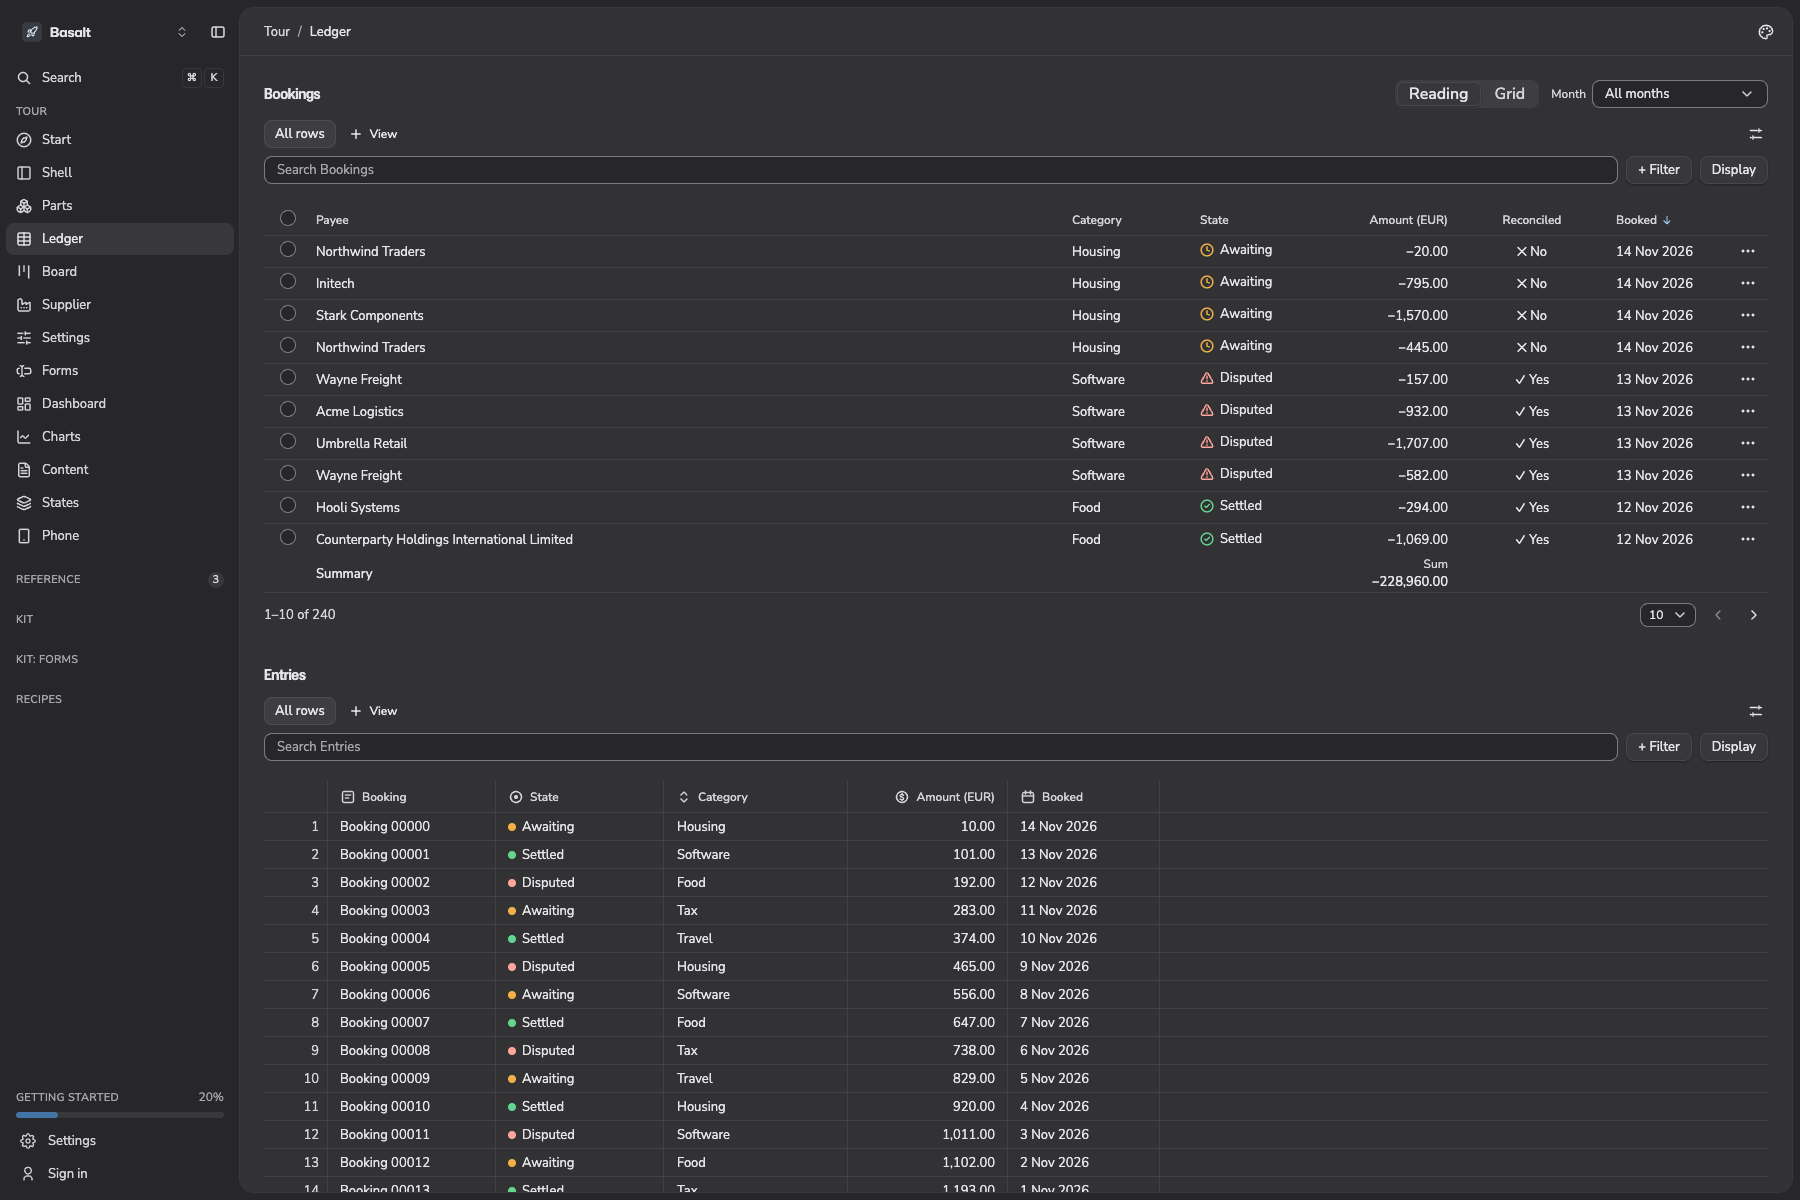 Basalt
Search ⌘ K
TOUR
Start
Shell
Parts
Ledger
Board
Supplier
Settings
Forms
Dashboard
Charts
Content
States
Phone
REFERENCE 3
KIT
KIT: FORMS
RECIPES
GETTING STARTED 20%
Settings
Sign in
Tour / Ledger
Bookings Reading Grid Month All months
All rows + View
Search Bookings + Filter Display
Payee Category State Amount (EUR) Reconciled Booked ↓
Northwind Traders Housing Awaiting −20.00 No 14 Nov 2026
Initech Housing Awaiting −795.00 No 14 Nov 2026
Stark Components Housing Awaiting −1,570.00 No 14 Nov 2026
Northwind Traders Housing Awaiting −445.00 No 14 Nov 2026
Wayne Freight Software Disputed −157.00 Yes 13 Nov 2026
Acme Logistics Software Disputed −932.00 Yes 13 Nov 2026
Umbrella Retail Software Disputed −1,707.00 Yes 13 Nov 2026
Wayne Freight Software Disputed −582.00 Yes 13 Nov 2026
Hooli Systems Food Settled −294.00 Yes 12 Nov 2026
Counterparty Holdings International Limited Food Settled −1,069.00 Yes 12 Nov 2026
Summary Sum −228,960.00
1–10 of 240 10
Entries
All rows + View
Search Entries + Filter Display
Booking State Category Amount (EUR) Booked
1 Booking 00000 Awaiting Housing 10.00 14 Nov 2026
2 Booking 00001 Settled Software 101.00 13 Nov 2026
3 Booking 00002 Disputed Food 192.00 12 Nov 2026
4 Booking 00003 Awaiting Tax 283.00 11 Nov 2026
5 Booking 00004 Settled Travel 374.00 10 Nov 2026
6 Booking 00005 Disputed Housing 465.00 9 Nov 2026
7 Booking 00006 Awaiting Software 556.00 8 Nov 2026
8 Booking 00007 Settled Food 647.00 7 Nov 2026
9 Booking 00008 Disputed Tax 738.00 6 Nov 2026
10 Booking 00009 Awaiting Travel 829.00 5 Nov 2026
11 Booking 00010 Settled Housing 920.00 4 Nov 2026
12 Booking 00011 Disputed Software 1,011.00 3 Nov 2026
13 Booking 00012 Awaiting Food 1,102.00 2 Nov 2026
14 Booking 00013 Settled Tax 1,193.00 1 Nov 2026